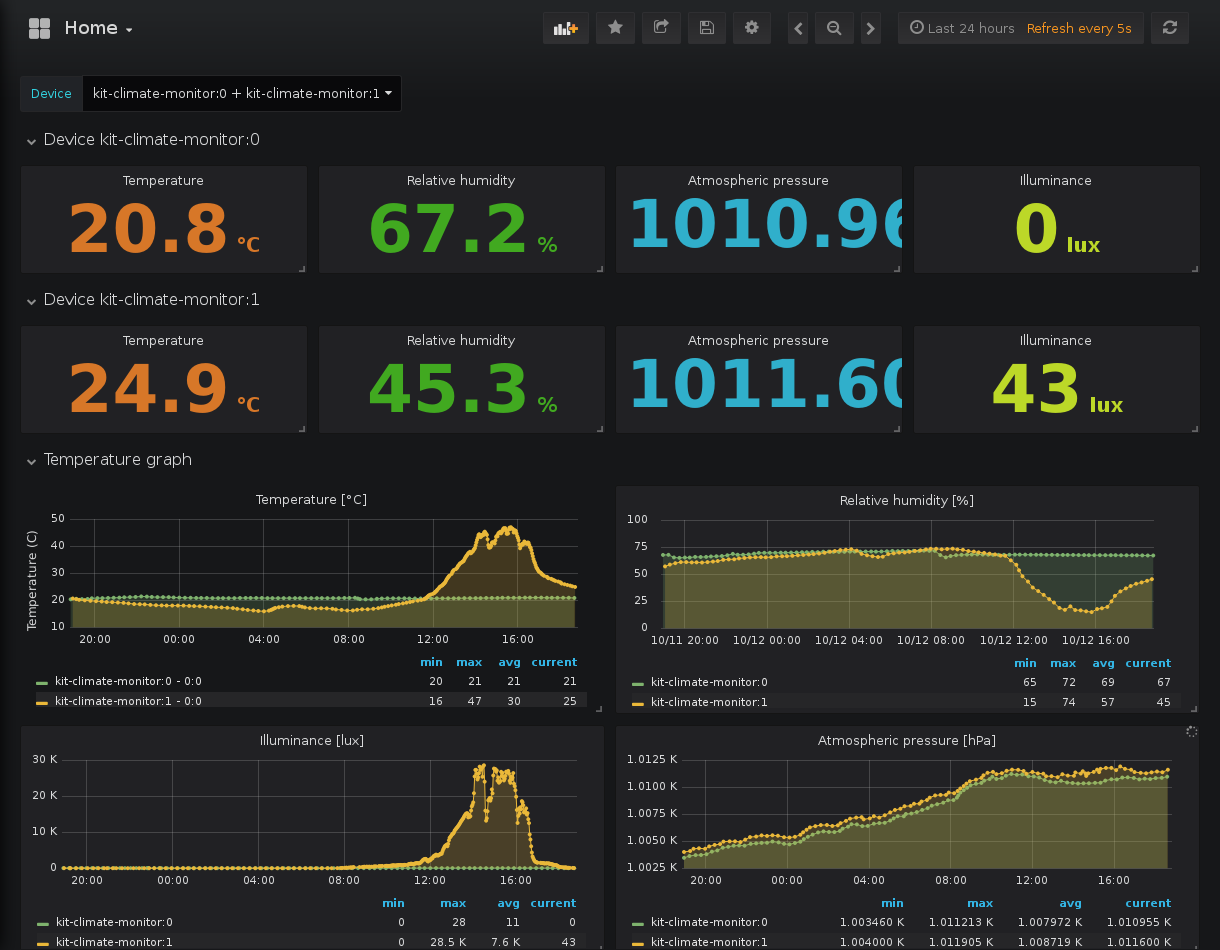 Home
Last 24 hours Refresh every 5s
Device kit-climate-monitor:0 + kit-climate-monitor:1
Device kit-climate-monitor:0
Temperature Relative humidity Atmospheric pressure Illuminance
20.8 °C 67.2 % 1010.96 0 lux
Device kit-climate-monitor:1
Temperature Relative humidity Atmospheric pressure Illuminance
24.9 °C 45.3 % 1011.60 43 lux
Temperature graph
Temperature [°C]
Temperature (C)
50
40
30
20
10
20:00 00:00 04:00 08:00 12:00 16:00
min max avg current
kit-climate-monitor:0 - 0:0 20 21 21 21
kit-climate-monitor:1 - 0:0 16 47 30 25
Relative humidity [%]
100
75
50
25
0
10/11 20:00 10/12 00:00 10/12 04:00 10/12 08:00 10/12 12:00 10/12 16:00
min max avg current
kit-climate-monitor:0 65 72 69 67
kit-climate-monitor:1 15 74 57 45
Illuminance [lux]
30 K
20 K
10 K
0
20:00 00:00 04:00 08:00 12:00 16:00
min max avg current
kit-climate-monitor:0 0 28 11 0
kit-climate-monitor:1 0 28.5 K 7.6 K 43
Atmospheric pressure [hPa]
1.0125 K
1.0100 K
1.0075 K
1.0050 K
1.0025 K
20:00 00:00 04:00 08:00 12:00 16:00
min max avg current
kit-climate-monitor:0 1.003460 K 1.011213 K 1.007972 K 1.010955 K
kit-climate-monitor:1 1.004000 K 1.011905 K 1.008719 K 1.011600 K